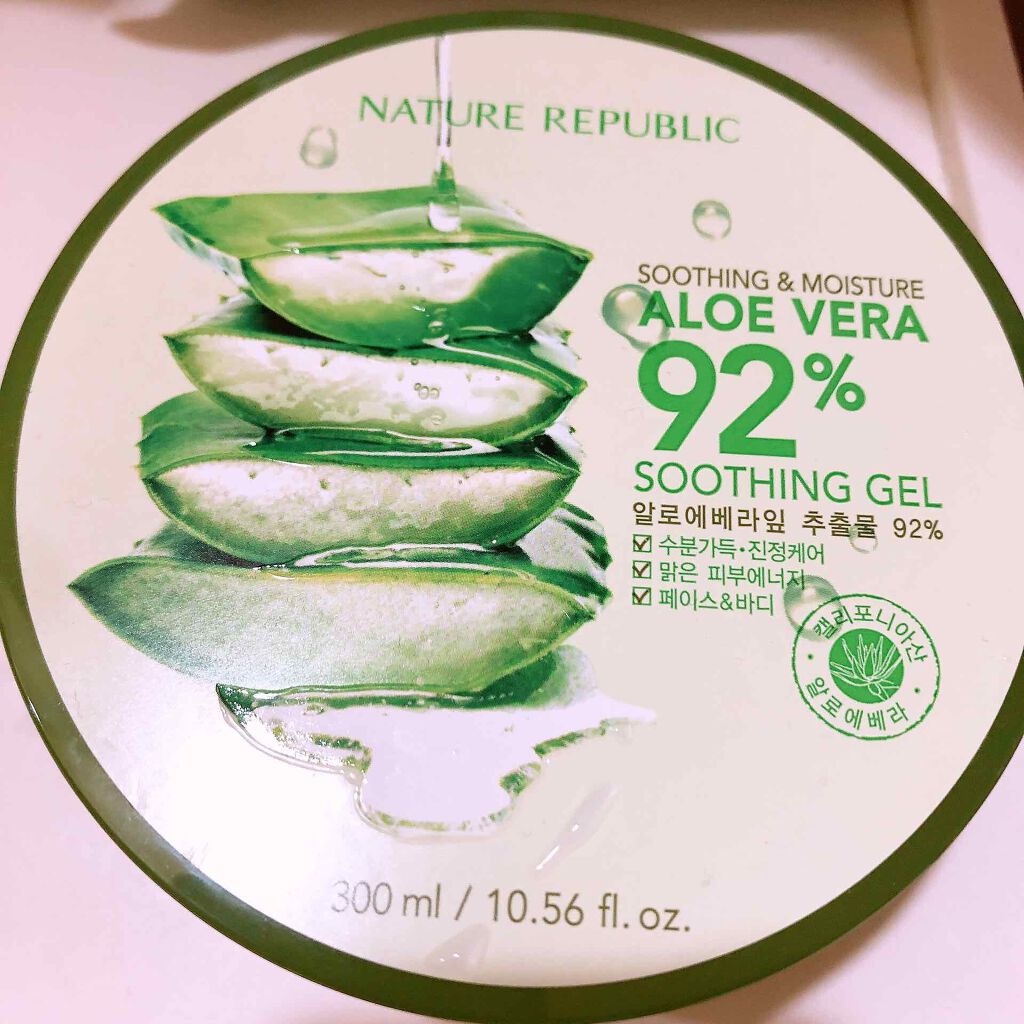 NATURE REPUBLIC
SOOTHING & MOISTURE
ALOE VERA
92%
SOOTHING GEL
알로에베라잎 추출물 92%
수분가득•진정케어
맑은 피부에너지
페이스&바디
캘리포니아산
알로에베라
300 ml / 10.56 fl. oz.